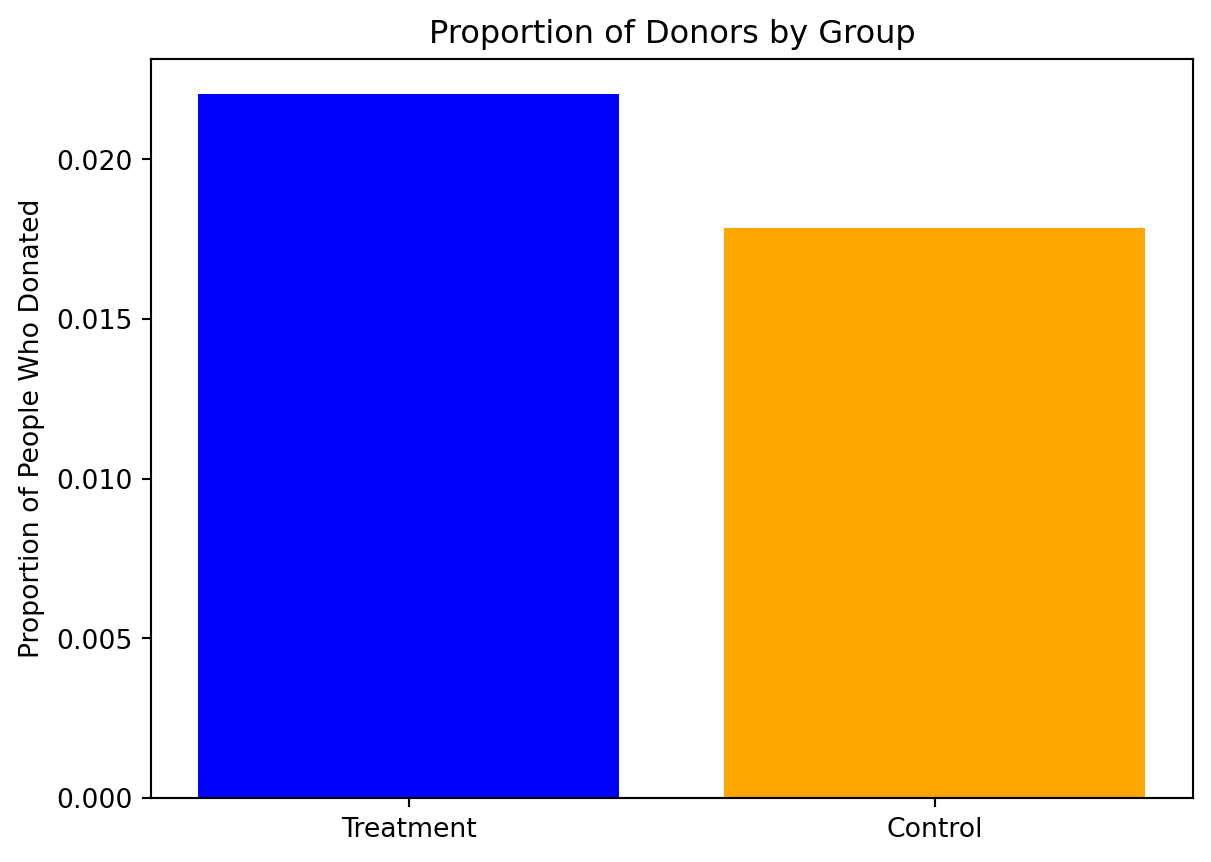 Proportion of Donors by Group
Proportion of People Who Donated
0.020
0.015
0.010
0.005
0.000
Treatment
Control